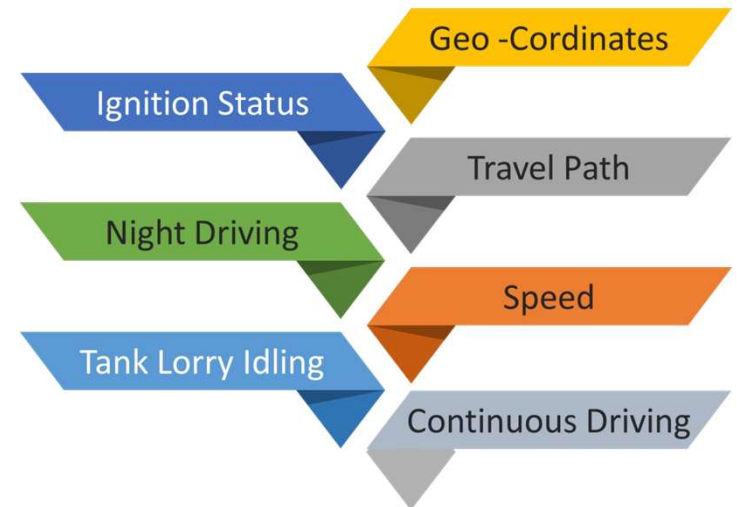 Geo -Cordinates
Ignition Status
Travel Path
Night Driving
Speed
Tank Lorry Idling
Continuous Driving